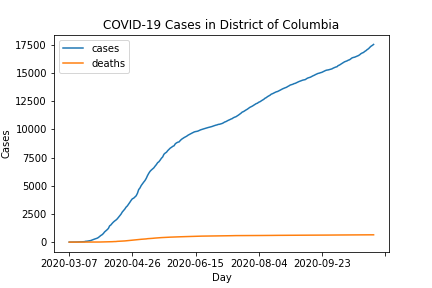 COVID-19 Cases in District of Columbia
cases
deaths
17500
15000
12500
10000
7500
5000
2500
0
Cases
2020-03-07 2020-04-26 2020-06-15 2020-08-04 2020-09-23
Day